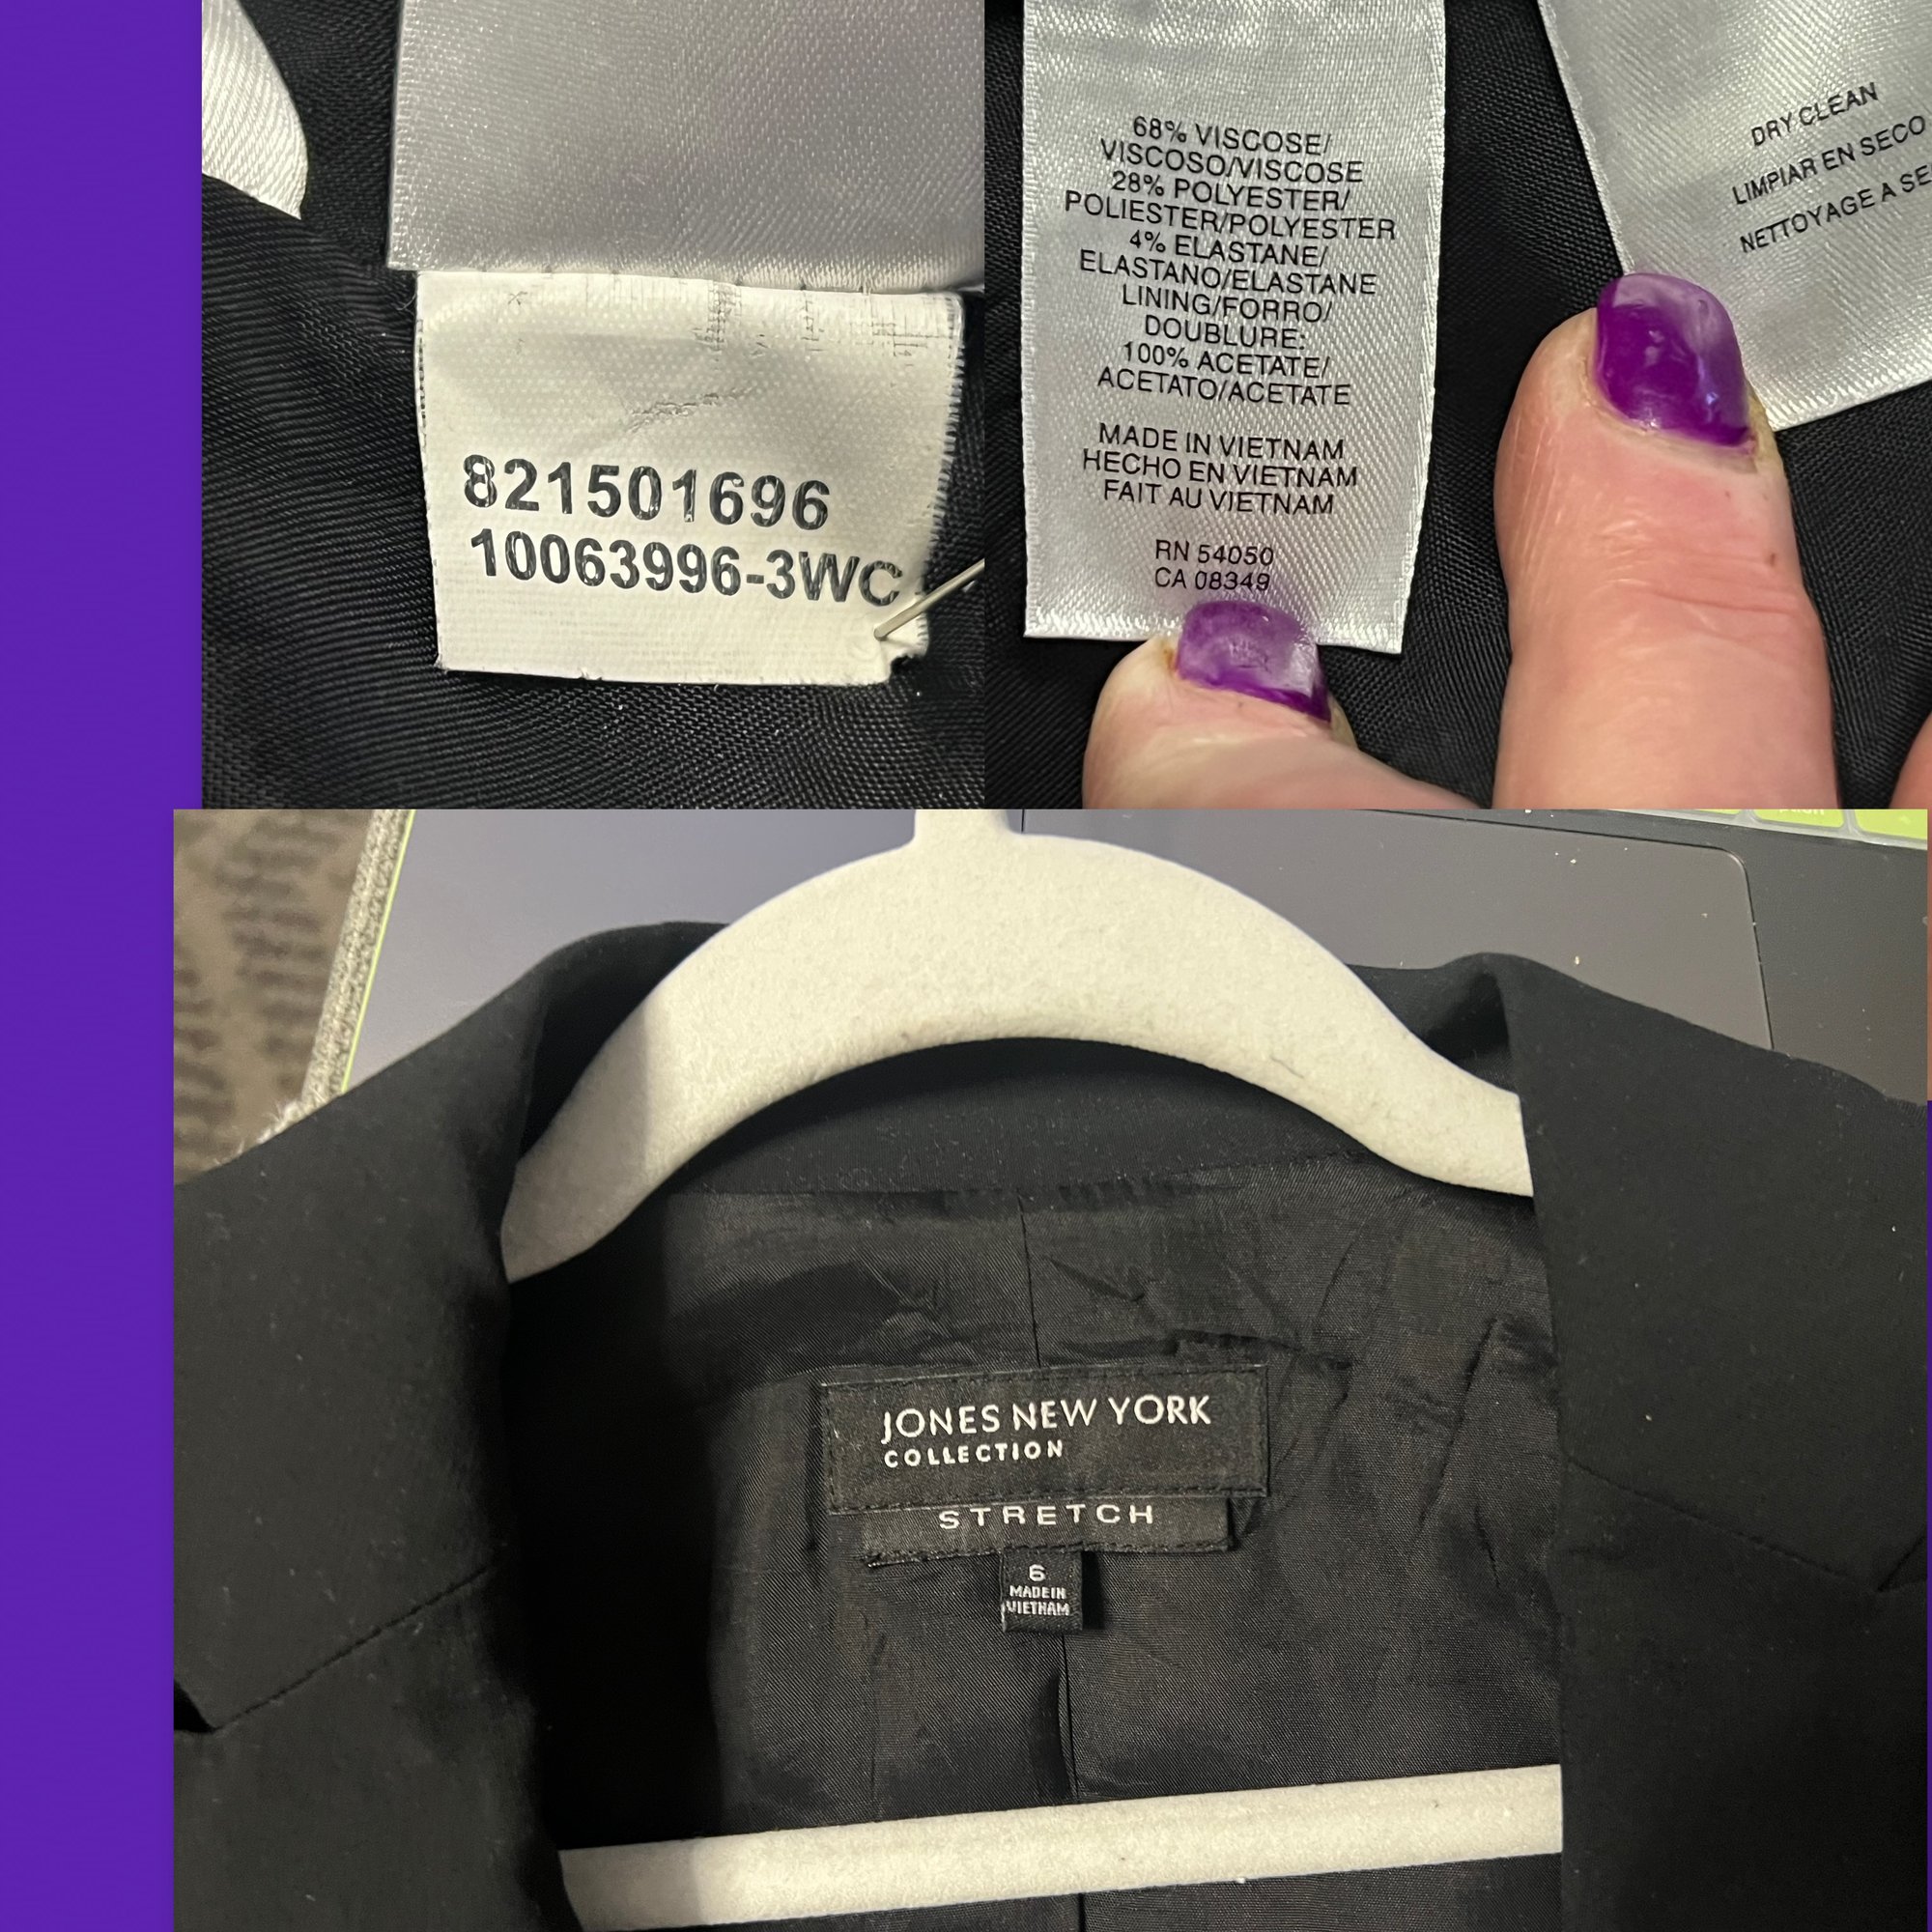 821501696
10063996-3WC
68% VISCOSE/
VISCOSO/VISCOSE
28% POLYESTER/
POLIESTER/POLYESTER
4% ELASTANE/
ELASTANO/ELASTANE
LINING/FORRO/
DOUBLURE:
100% ACETATE/
ACETATO/ACETATE
MADE IN VIETNAM
HECHO EN VIETNAM
FAIT AU VIETNAM
RN 54050
CA 08349
DRY CLEAN
LIMPIAR EN SECO
NETTOYAGE A
JONES NEW YORK
COLLECTION
STRETCH
6
MADE IN
VIETNAM